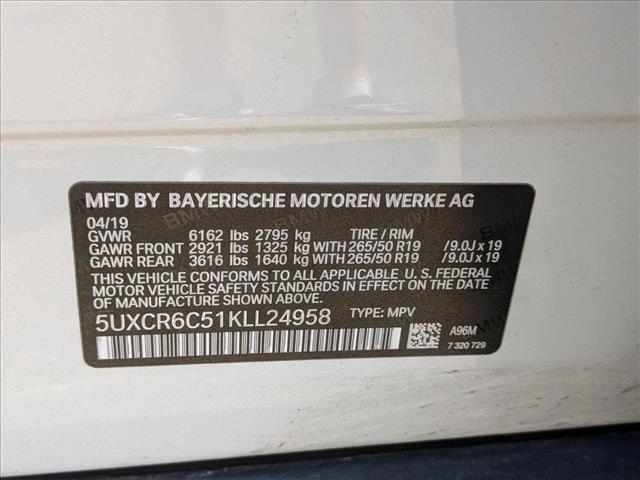 MFD BY BAYERISCHE MOTOREN WERKE AG
04/19
GVWR 6162 lbs 2795 kg TIRE / RIM
GAWR FRONT 2921 lbs 1325 kg WITH 265/50 R19 /9.0J x 19
GAWR REAR 3616 lbs 1640 kg WITH 265/50 R19 /9.0J x 19
THIS VEHICLE CONFORMS TO ALL APPLICABLE U. S. FEDERAL
MOTOR VEHICLE SAFETY STANDARDS IN EFFECT ON THE
DATE OF MANUFACTURE SHOWN ABOVE.
5UXCR6C51KLL24958 TYPE: MPV
A96M
7 320 729